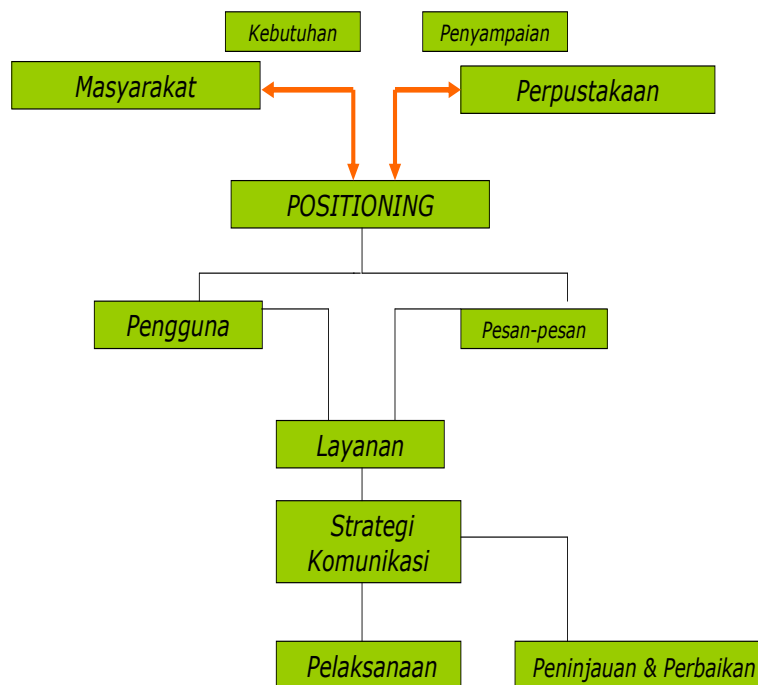 Kebutuhan
Penyampaian
Masyarakat
Perpustakaan
POSITIONING
Pengguna
Pesan-pesan
Layanan
Strategi
Komunikasi
Pelaksanaan
Peninjauan & Perbaikan